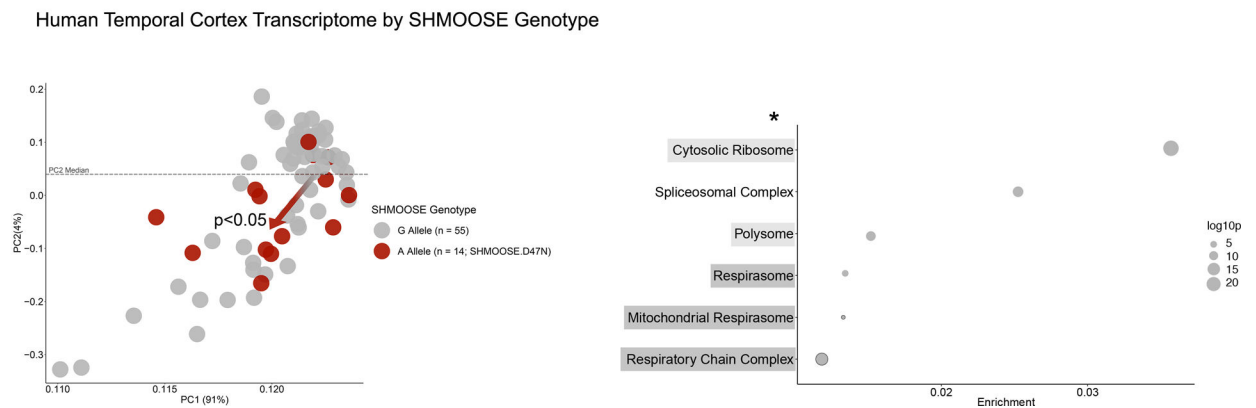 Human Temporal Cortex Transcriptome by SHMOOSE Genotype
0.2
0.1
0.0
−0.1
−0.2
−0.3
PC2(4%)
PC2 Median
p<0.05
0.110
0.115
0.120
PC1 (91%)
SHMOOSE Genotype
G Allele (n = 55)
A Allele (n = 14; SHMOOSE.D47N)
*
Cytosolic Ribosome
Spliceosomal Complex
Polysome
Respirasome
Mitochondrial Respirasome
Respiratory Chain Complex
0.02
0.03
Enrichment
log10p
5
10
15
20